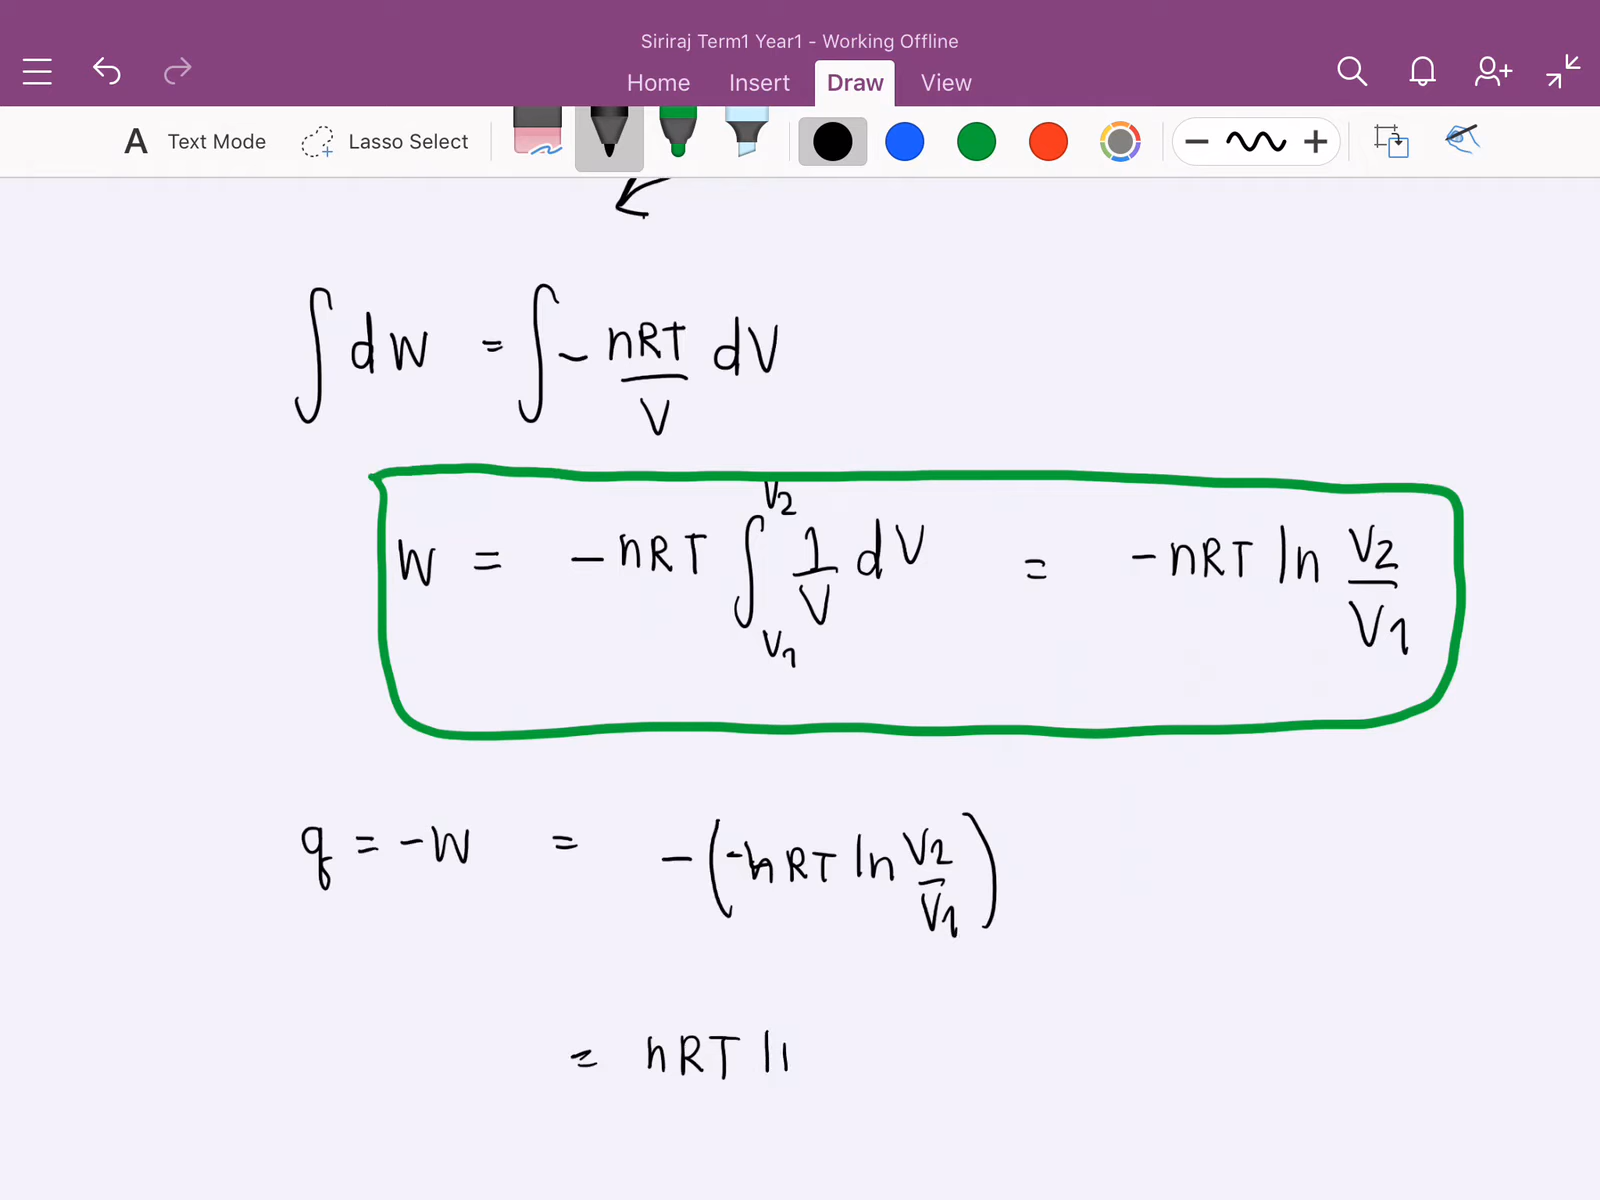 Siriraj Term1 Year1 - Working Offline
Home Insert Draw View
A Text Mode Lasso Select
∫ dW = ∫ - nRT/V dV
W = -nRT ∫_{V1}^{V2} 1/V dV = -nRT ln V2/V1
q = -W = -(-nRT ln V2/V1)
= nRT